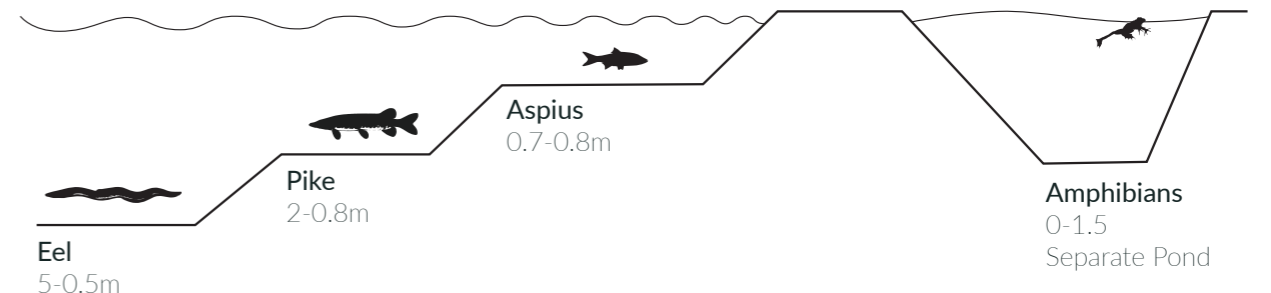 Aspius
0.7-0.8m
Pike
2-0.8m
Eel
5-0.5m
Amphibians
0-1.5
Separate Pond